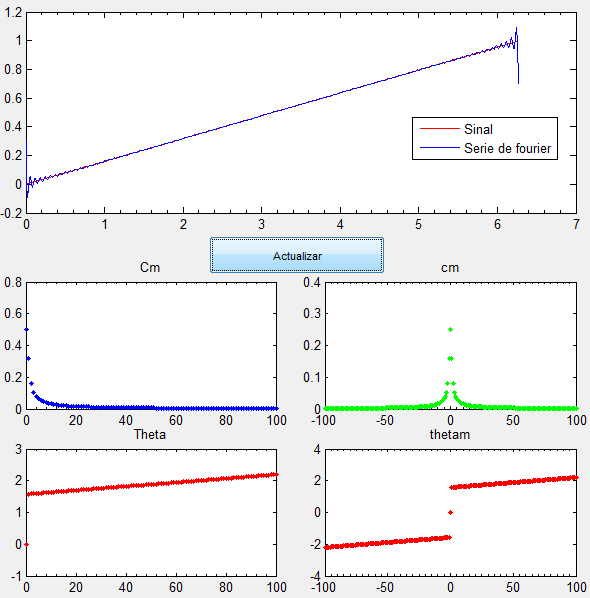 1.2
1
0.8
0.6
0.4
0.2
0
-0.2
0 1 2 3 4 5 6 7
Sinal
Serie de fourier
Actualizar
Cm
0.8
0.6
0.4
0.2
0
0 20 40 60 80 100
cm
0.4
0.3
0.2
0.1
0
-100 -50 0 50 100
Theta
3
2
1
0
-1
0 20 40 60 80 100
thetam
4
2
0
-2
-4
-100 -50 0 50 100